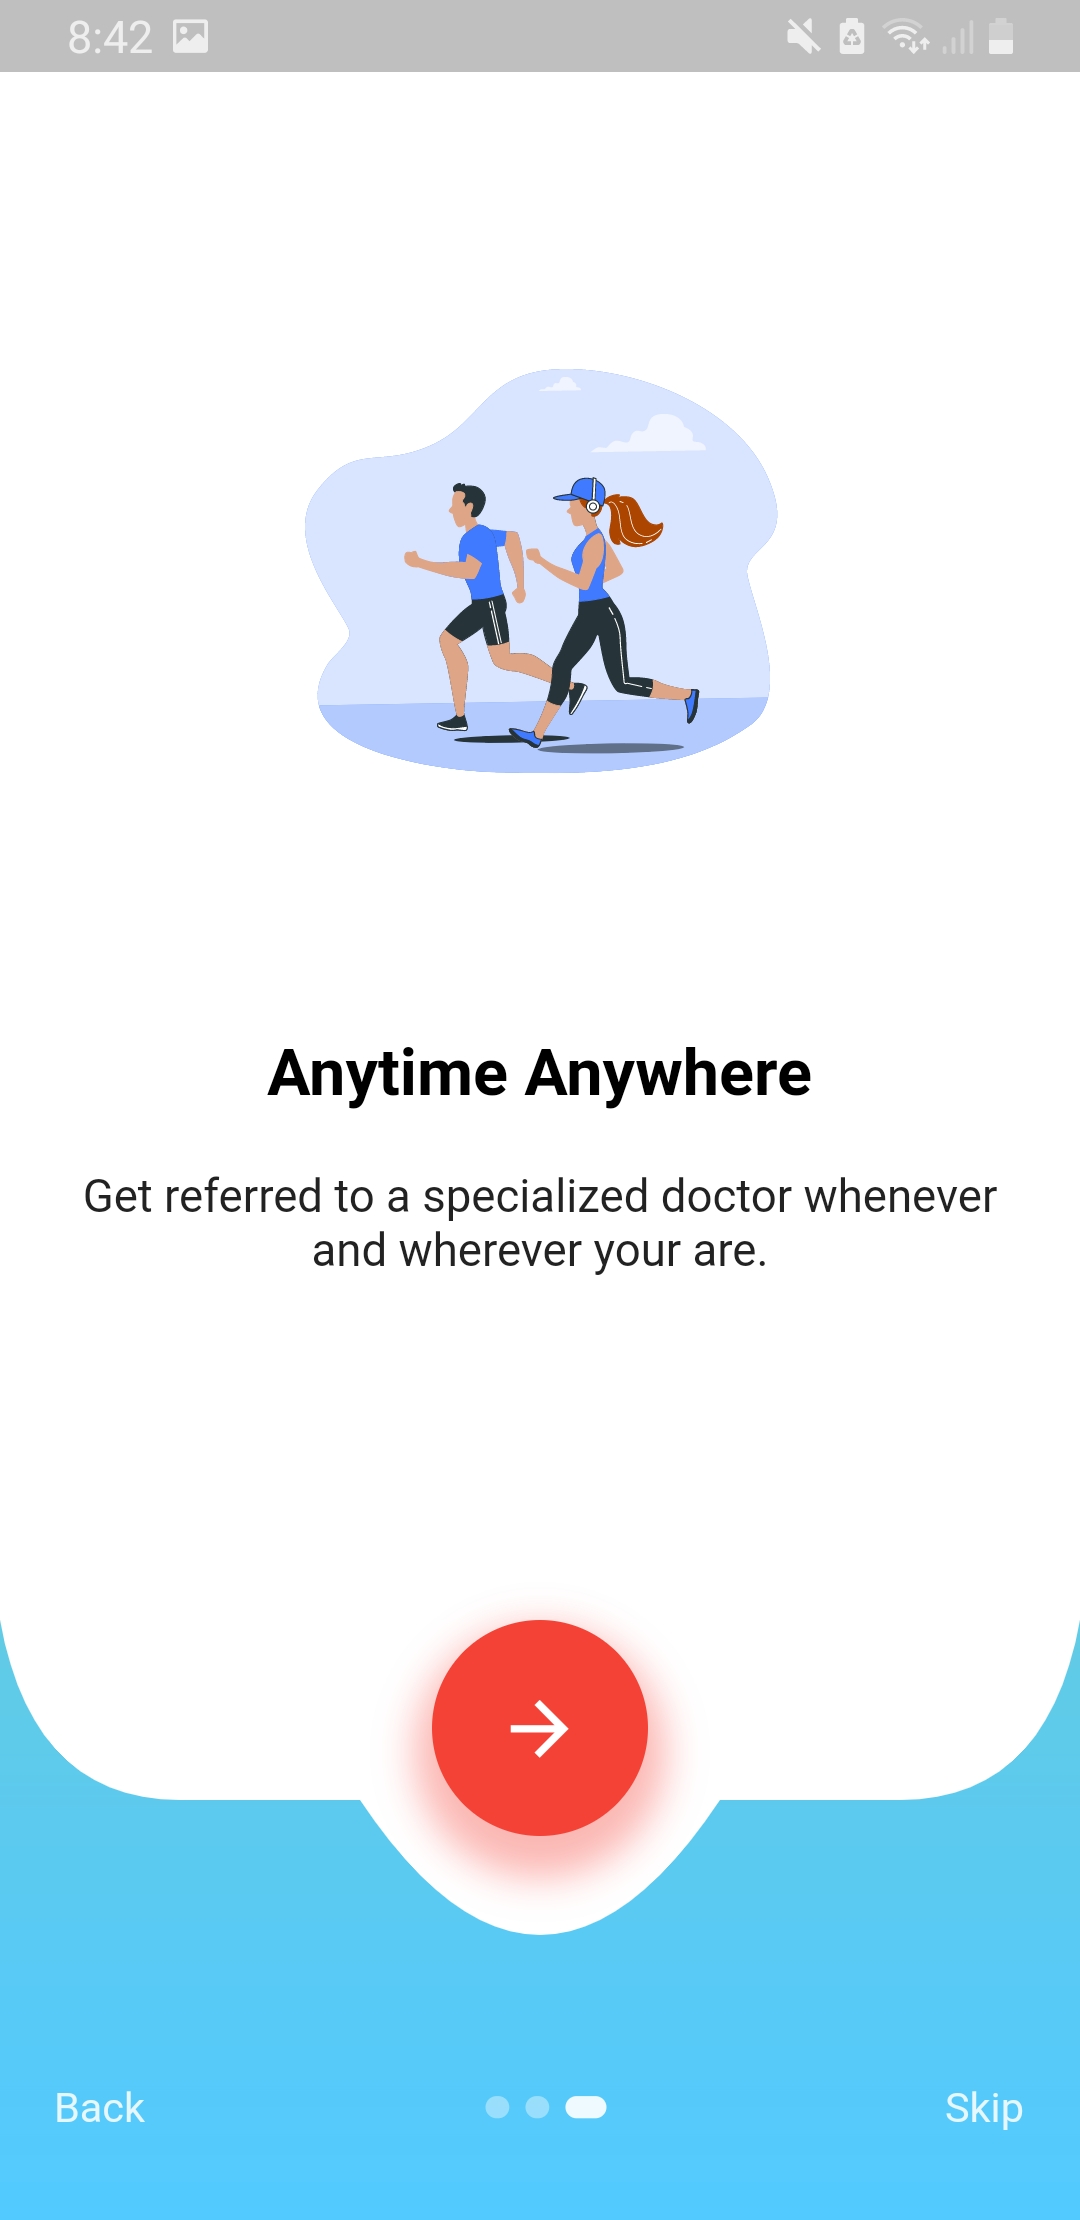 8:42
Anytime Anywhere
Get referred to a specialized doctor whenever
and wherever your are.
Back
Skip